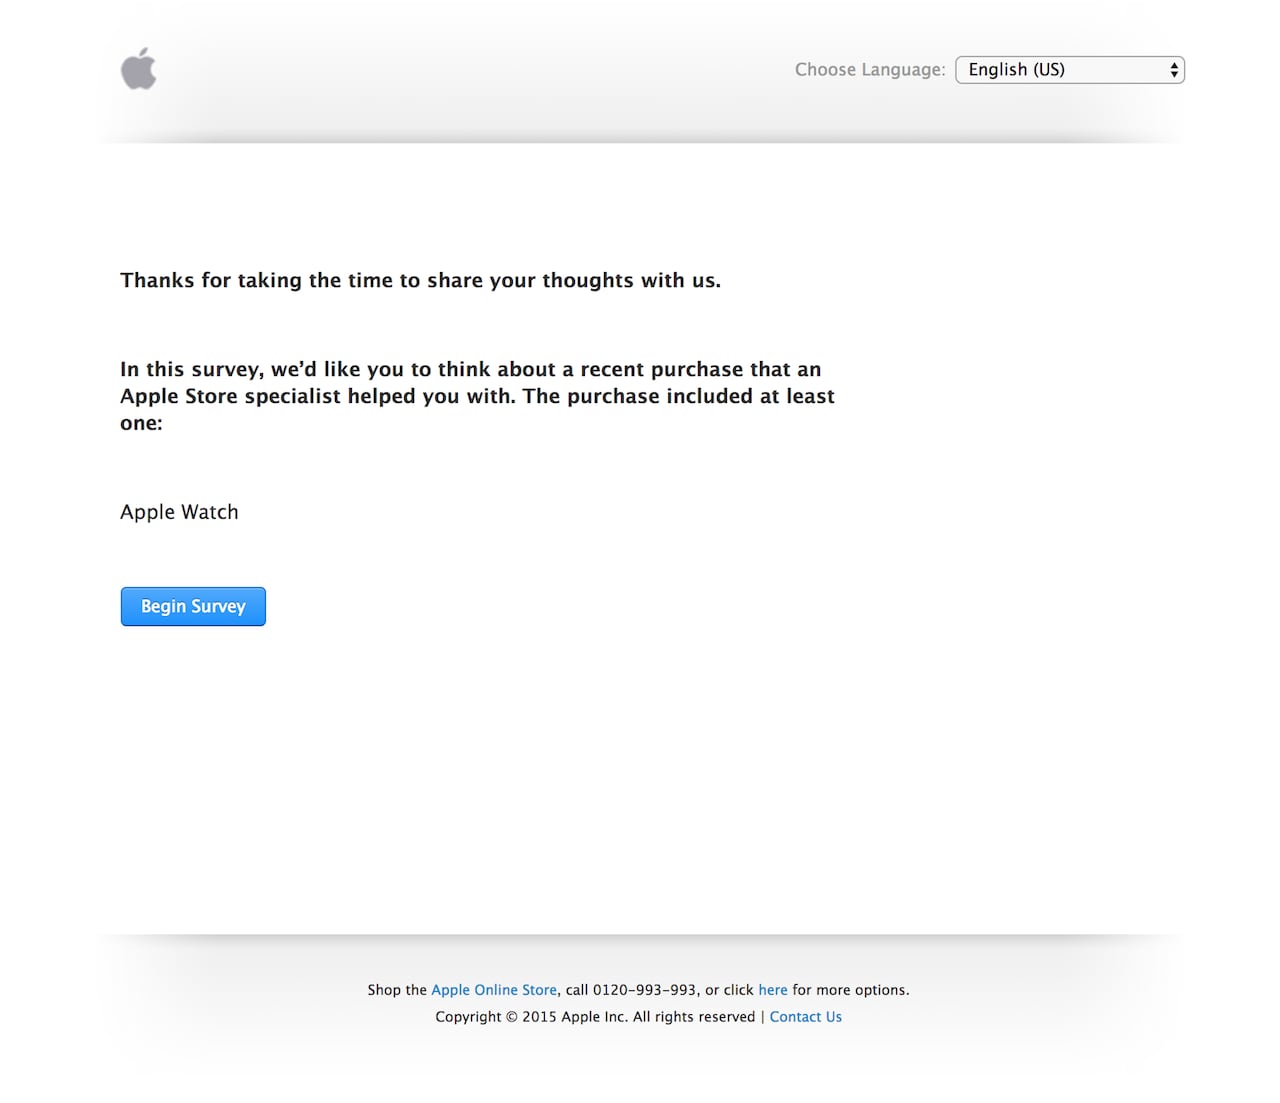 Choose Language: English (US)
Thanks for taking the time to share your thoughts with us.
In this survey, we’d like you to think about a recent purchase that an
Apple Store specialist helped you with. The purchase included at least
one:
Apple Watch
Begin Survey
Shop the Apple Online Store, call 0120-993-993, or click here for more options.
Copyright © 2015 Apple Inc. All rights reserved | Contact Us